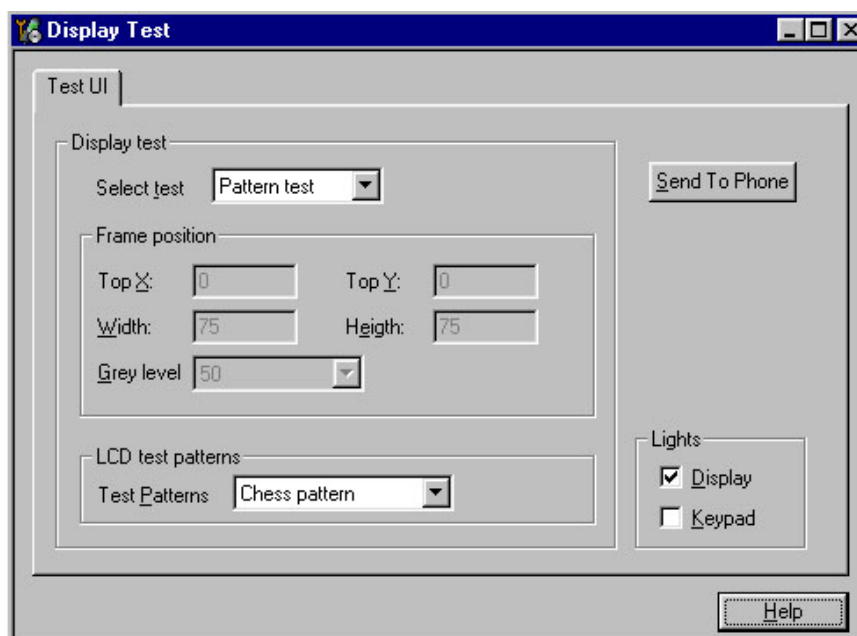 Display Test
Test UI
Display test
Select test Pattern test
Send To Phone
Frame position
Top X: 0 Top Y: 0
Width: 75 Heigth: 75
Grey level 50
LCD test patterns
Test Patterns Chess pattern
Lights
Display
Keypad
Help